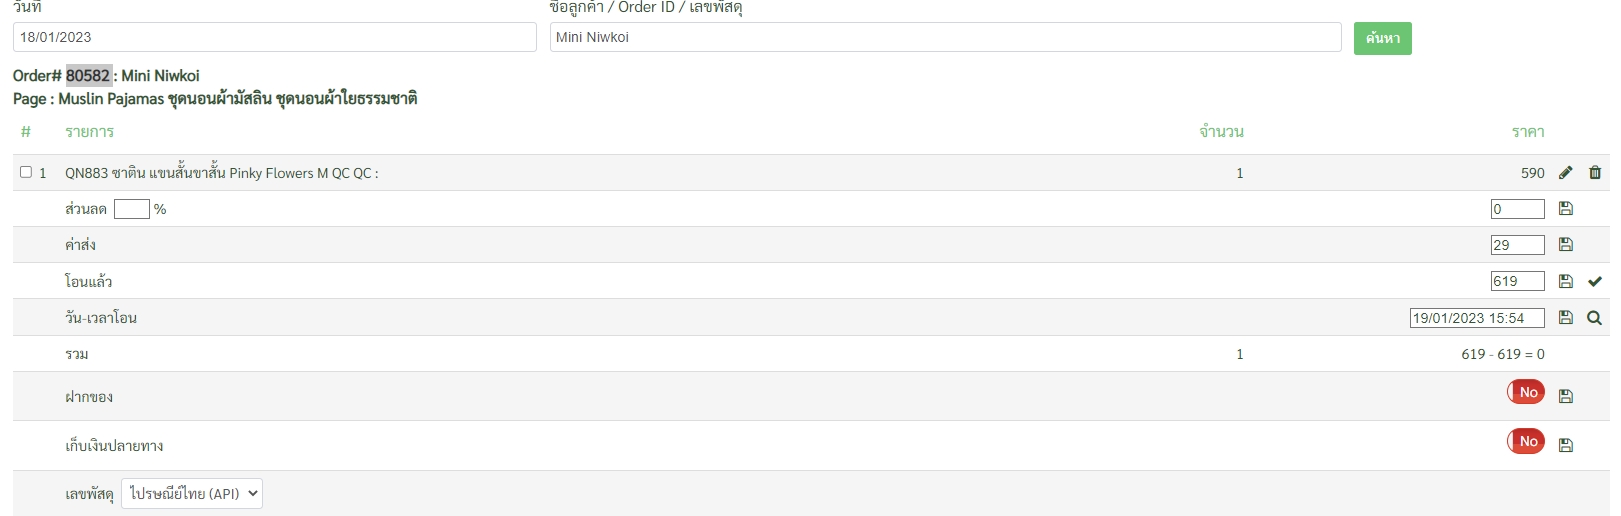 วันที่ ชื่อลูกค้า / Order ID / เลขพัสดุ
18/01/2023 Mini Niwkoi ค้นหา
Order# 80582 : Mini Niwkoi
Page : Muslin Pajamas ชุดนอนผ้ามัสลิน ชุดนอนผ้าใยธรรมชาติ
# รายการ จำนวน ราคา
1 QN883 ซาติน แขนสั้นขาสั้น Pinky Flowers M QC QC : 1 590
ส่วนลด % 0
ค่าส่ง 29
โอนแล้ว 619
วัน-เวลาโอน 19/01/2023 15:54
รวม 1 619 - 619 = 0
ฝากของ No
เก็บเงินปลายทาง No
เลขพัสดุ ไปรษณีย์ไทย (API)